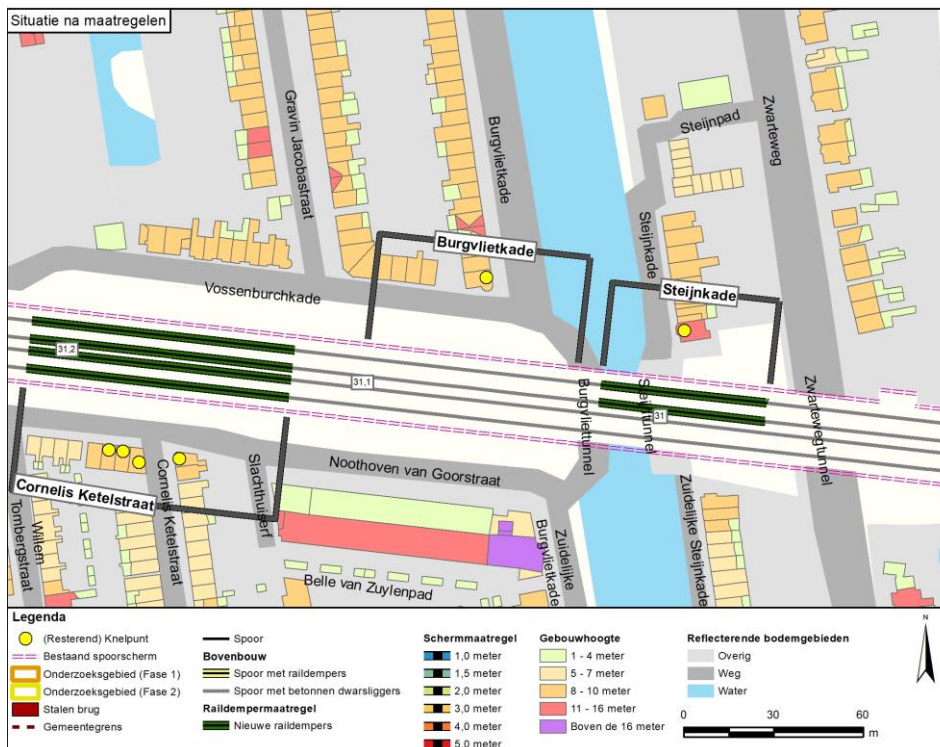 Situatie na maatregelen
Gravin Jacobastraat
Burgvlietkade
Steijnpad
Zwarteweg
Steijnkade
Burgvlietkade
Steijnkade
Vossenburchkade
31,2
31,1
31
Burgvliettunnel
Steijntunnel
Zwartewegtunnel
Noothoven van Goorstraat
Slachthuiserf
Cornelis Ketelstraat
Cornelis Ketelstraat
Willem
Tombergstraat
Belle van Zuylenpad
Zuidelijke
Burgvlietkade
Zuidelijke Steijnkade
Legenda
(Resterend) Knelpunt
Bestaand spoorscherm
Onderzoeksgebied (Fase 1)
Onderzoeksgebied (Fase 2)
Stalen brug
Gemeentegrens
Spoor
Bovenbouw
Spoor met raildempers
Spoor met betonnen dwarsliggers
Raildempermaatregel
Nieuwe raildempers
Schermmaatregel
1,0 meter
1,5 meter
2,0 meter
3,0 meter
4,0 meter
5,0 meter
Gebouwhoogte
1 - 4 meter
5 - 7 meter
8 - 10 meter
11 - 16 meter
Boven de 16 meter
Reflecterende bodemgebieden
Overig
Weg
Water
N
0 30 60
m